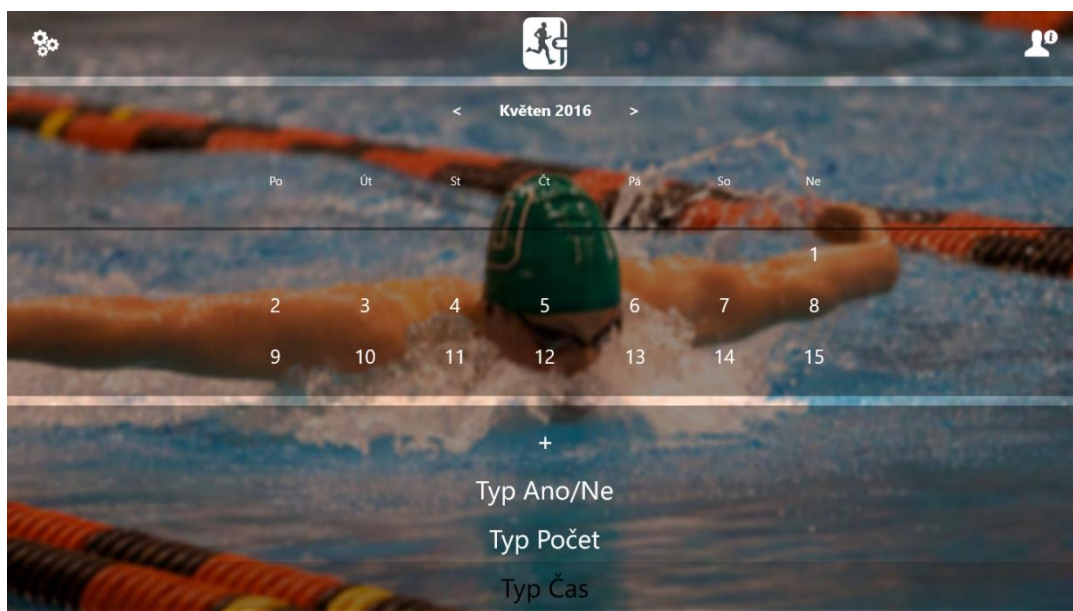 < Květen 2016 >
Po Út St Čt Pá So Ne
1
2 3 4 5 6 7 8
9 10 11 12 13 14 15
+
Typ Ano/Ne
Typ Počet
Typ Čas